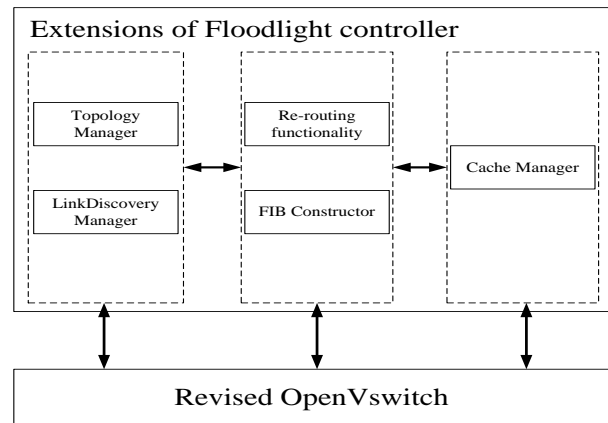 Extensions of Floodlight controller
Topology
Manager
LinkDiscovery
Manager
Re-routing
functionality
FIB Constructor
Cache Manager
Revised OpenVswitch